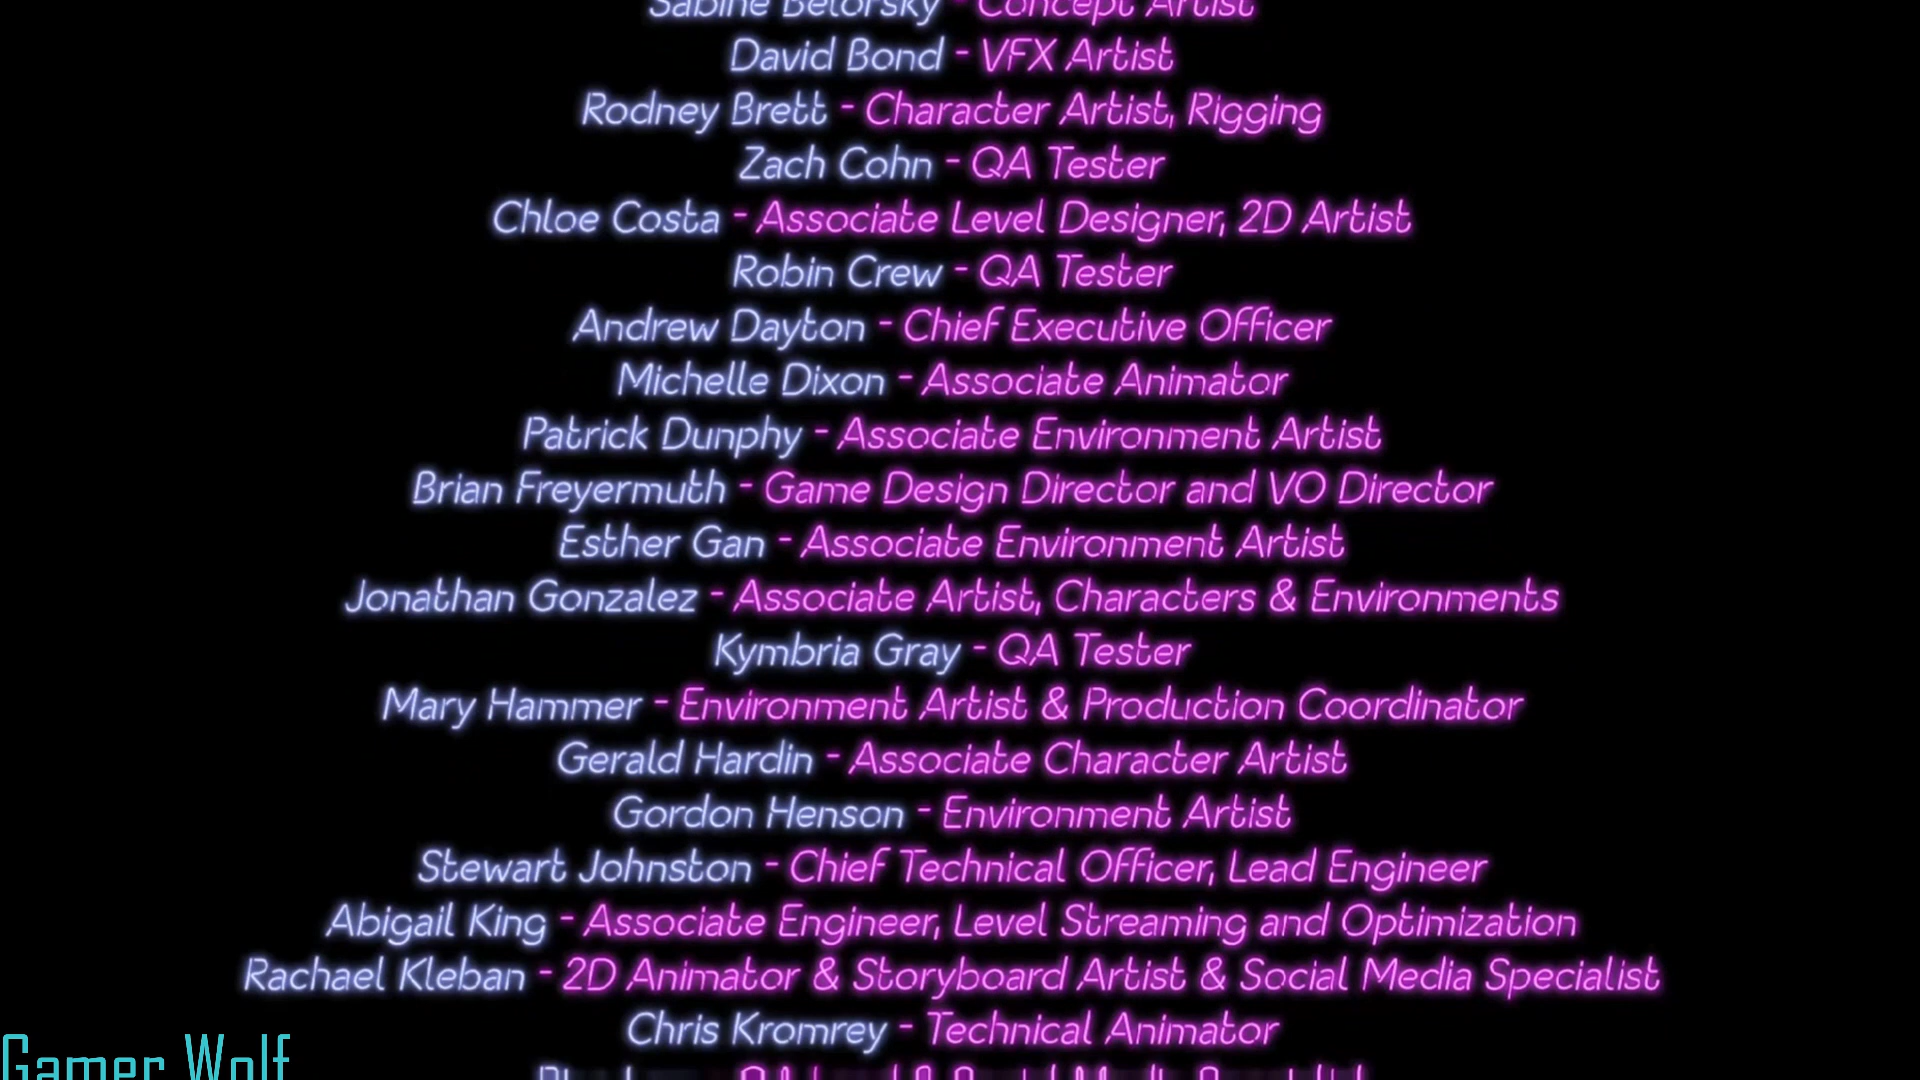 Sabine Belofsky - Concept Artist
David Bond - VFX Artist
Rodney Brett - Character Artist, Rigging
Zach Cohn - QA Tester
Chloe Costa - Associate Level Designer, 2D Artist
Robin Crew - QA Tester
Andrew Dayton - Chief Executive Officer
Michelle Dixon - Associate Animator
Patrick Dunphy - Associate Environment Artist
Brian Freyermuth - Game Design Director and VO Director
Esther Gan - Associate Environment Artist
Jonathan Gonzalez - Associate Artist, Characters & Environments
Kymbria Gray - QA Tester
Mary Hammer - Environment Artist & Production Coordinator
Gerald Hardin - Associate Character Artist
Gordon Henson - Environment Artist
Stewart Johnston - Chief Technical Officer, Lead Engineer
Abigail King - Associate Engineer, Level Streaming and Optimization
Rachael Kleban - 2D Animator & Storyboard Artist & Social Media Specialist
Chris Kromrey - Technical Animator
Gamer Wolf